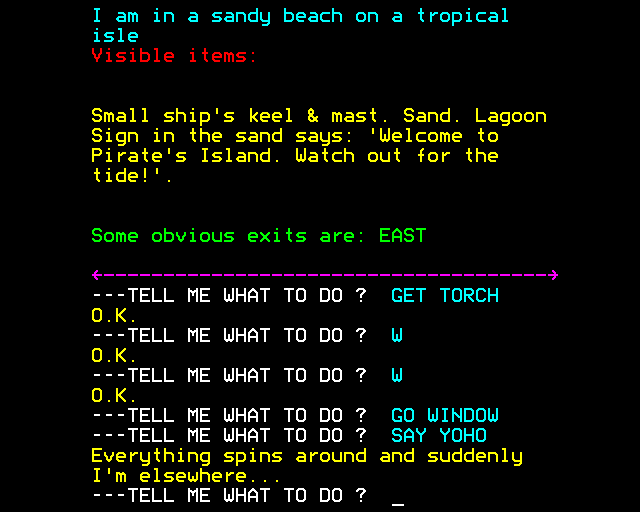 I am in a sandy beach on a tropical
isle
Visible items:
Small ship's keel & mast. Sand. Lagoon
Sign in the sand says: 'Welcome to
Pirate's Island. Watch out for the
tide!'.
Some obvious exits are: EAST
<-------------------------------------->
---TELL ME WHAT TO DO ?  GET TORCH
O.K.
---TELL ME WHAT TO DO ?  W
O.K.
---TELL ME WHAT TO DO ?  W
O.K.
---TELL ME WHAT TO DO ?  GO WINDOW
---TELL ME WHAT TO DO ?  SAY YOHO
Everything spins around and suddenly
I'm elsewhere...
---TELL ME WHAT TO DO ?  _